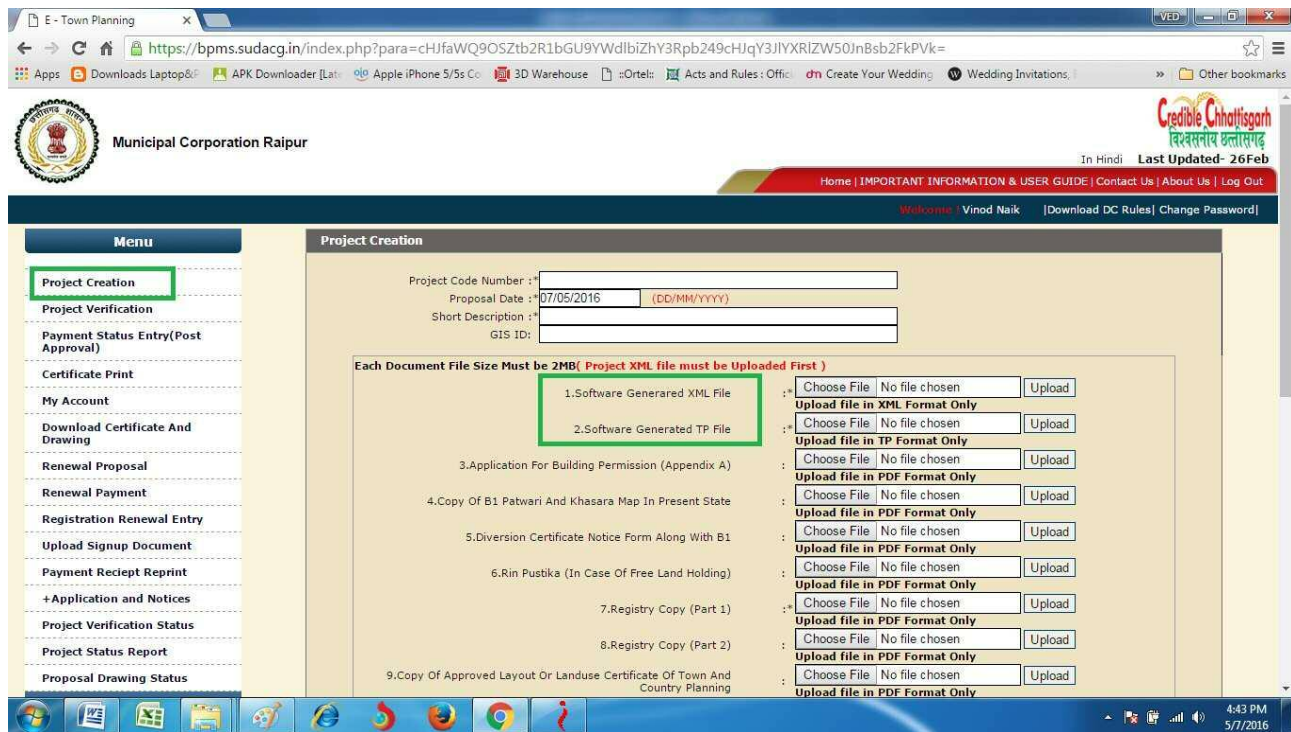 E - Town Planning
VED
https://bpms.sudacg.in/index.php?para=cHJfaWQ9OSZtb2R1bGU9YWdlbiZhY3Rpb249cHJqY3JlYXRlZW50JnBsb2FkPVk=
Apps Downloads Laptop& APK Downloader [Late Apple iPhone 5/5s Co 3D Warehouse ::Ortel:: Acts and Rules : Offic Create Your Wedding Wedding Invitations, » Other bookmarks
Credible Chhattisgarh
विश्वसनीय छत्तीसगढ़
Municipal Corporation Raipur
In Hindi Last Updated- 26Feb
Home | IMPORTANT INFORMATION & USER GUIDE | Contact Us | About Us | Log Out
Welcome ! Vinod Naik |Download DC Rules| Change Password|
Menu
Project Creation
Project Verification
Payment Status Entry(Post
Approval)
Certificate Print
My Account
Download Certificate And
Drawing
Renewal Proposal
Renewal Payment
Registration Renewal Entry
Upload Signup Document
Payment Reciept Reprint
+Application and Notices
Project Verification Status
Project Status Report
Proposal Drawing Status
Project Creation
Project Code Number :*
Proposal Date :* 07/05/2016 (DD/MM/YYYY)
Short Description :*
GIS ID:
Each Document File Size Must be 2MB( Project XML file must be Uploaded First )
1.Software Generared XML File :* Choose File No file chosen Upload
Upload file in XML Format Only
2.Software Generated TP File :* Choose File No file chosen Upload
Upload file in TP Format Only
3.Application For Building Permission (Appendix A) : Choose File No file chosen Upload
Upload file in PDF Format Only
4.Copy Of B1 Patwari And Khasara Map In Present State : Choose File No file chosen Upload
Upload file in PDF Format Only
5.Diversion Certificate Notice Form Along With B1 : Choose File No file chosen Upload
Upload file in PDF Format Only
6.Rin Pustika (In Case Of Free Land Holding) : Choose File No file chosen Upload
Upload file in PDF Format Only
7.Registry Copy (Part 1) :* Choose File No file chosen Upload
Upload file in PDF Format Only
8.Registry Copy (Part 2) : Choose File No file chosen Upload
Upload file in PDF Format Only
9.Copy Of Approved Layout Or Landuse Certificate Of Town And
Country Planning : Choose File No file chosen Upload
Upload file in PDF Format Only
4:43 PM
5/7/2016